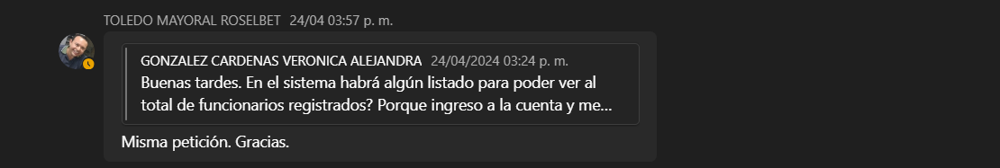 TOLEDO MAYORAL ROSELBET 24/04 03:57 p. m.
GONZALEZ CARDENAS VERONICA ALEJANDRA 24/04/2024 03:24 p. m.
Buenas tardes. En el sistema habrá algún listado para poder ver al
total de funcionarios registrados? Porque ingreso a la cuenta y me...
Misma petición. Gracias.